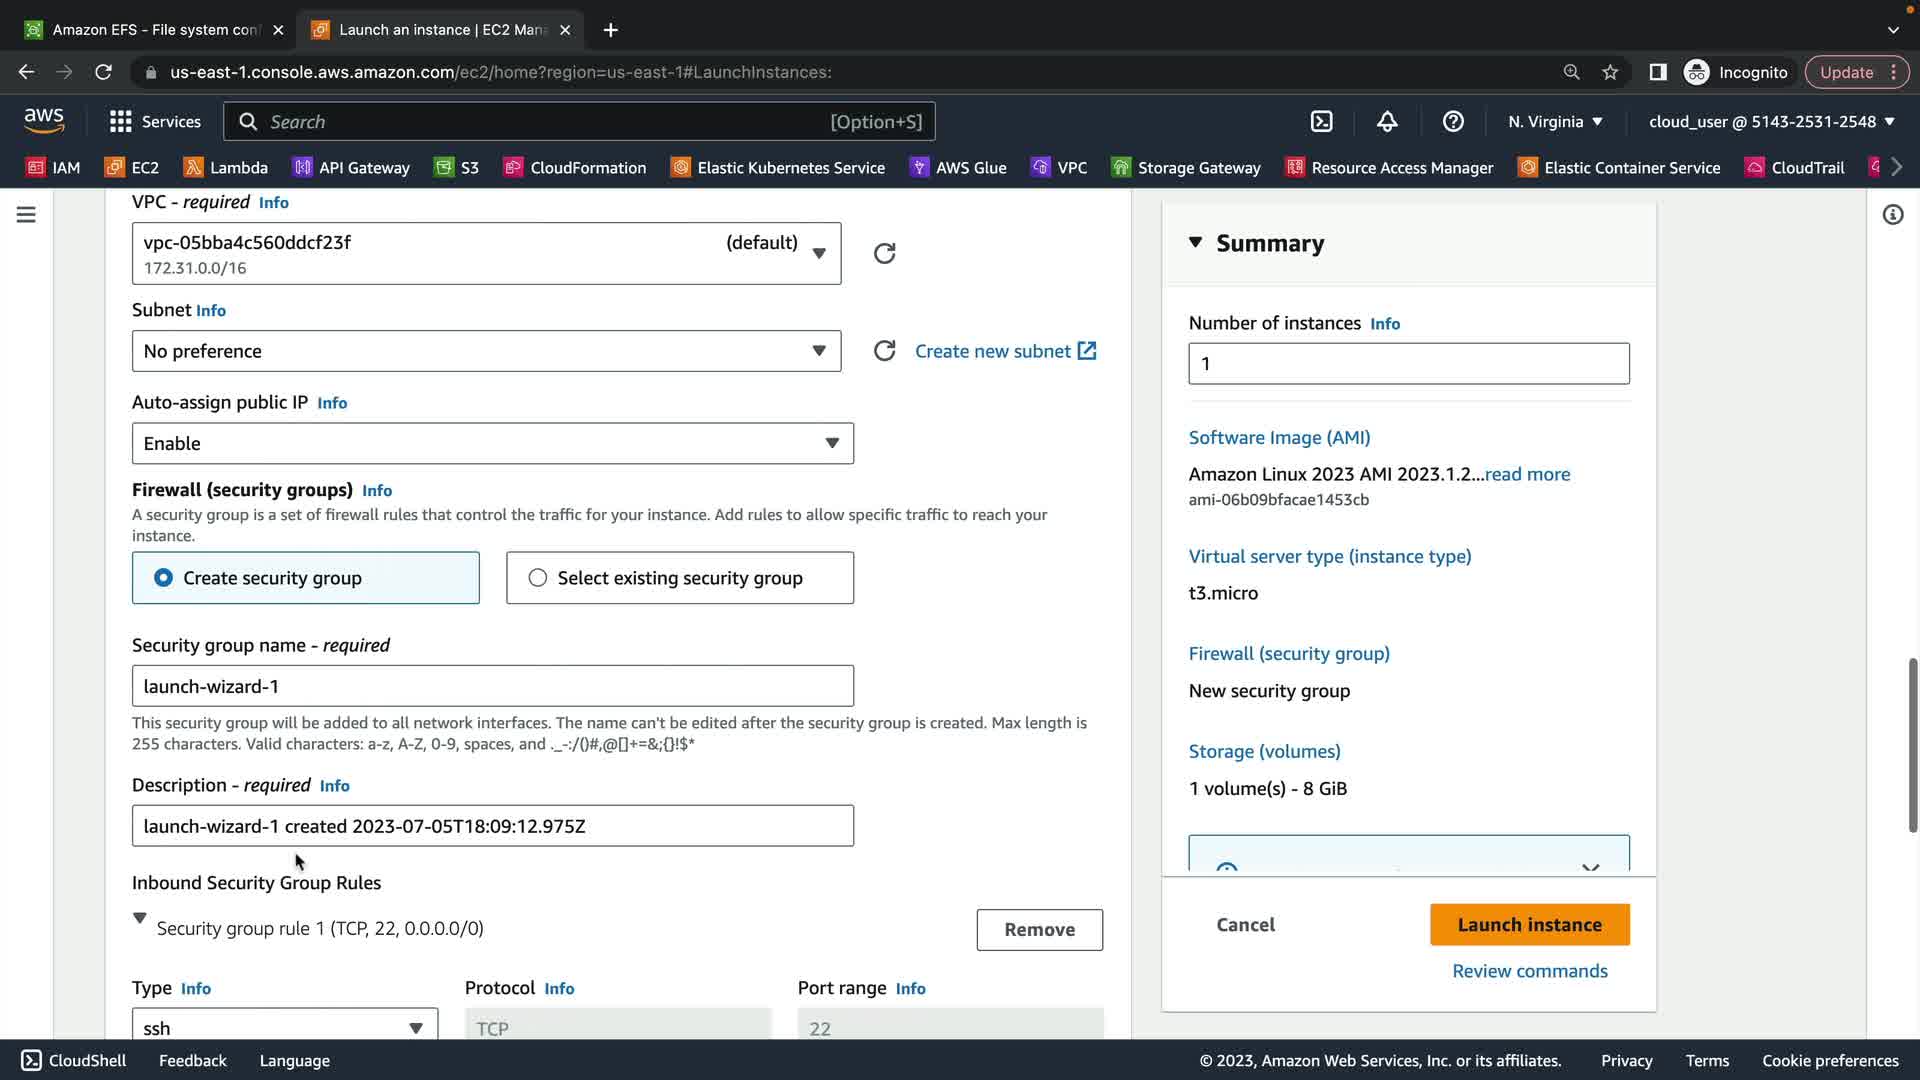 Amazon EFS - File system con
Launch an instance | EC2 Man
us-east-1.console.aws.amazon.com/ec2/home?region=us-east-1#LaunchInstances:
Incognito
Update
aws
Services
Search
[Option+S]
N. Virginia
cloud_user @ 5143-2531-2548
IAM
EC2
Lambda
API Gateway
S3
CloudFormation
Elastic Kubernetes Service
AWS Glue
VPC
Storage Gateway
Resource Access Manager
Elastic Container Service
CloudTrail
VPC - required Info
vpc-05bba4c560ddcf23f (default)
172.31.0.0/16
Subnet Info
No preference
Create new subnet
Auto-assign public IP Info
Enable
Firewall (security groups) Info
A security group is a set of firewall rules that control the traffic for your instance. Add rules to allow specific traffic to reach your
instance.
Create security group
Select existing security group
Security group name - required
launch-wizard-1
This security group will be added to all network interfaces. The name can't be edited after the security group is created. Max length is
255 characters. Valid characters: a-z, A-Z, 0-9, spaces, and ._-:/()#,@[]+=&;{}!$*
Description - required Info
launch-wizard-1 created 2023-07-05T18:09:12.975Z
Inbound Security Group Rules
Security group rule 1 (TCP, 22, 0.0.0.0/0)
Remove
Type Info
Protocol Info
Port range Info
ssh
TCP
22
Summary
Number of instances Info
1
Software Image (AMI)
Amazon Linux 2023 AMI 2023.1.2...read more
ami-06b09bfacae1453cb
Virtual server type (instance type)
t3.micro
Firewall (security group)
New security group
Storage (volumes)
1 volume(s) - 8 GiB
Cancel
Launch instance
Review commands
CloudShell
Feedback
Language
© 2023, Amazon Web Services, Inc. or its affiliates.
Privacy
Terms
Cookie preferences